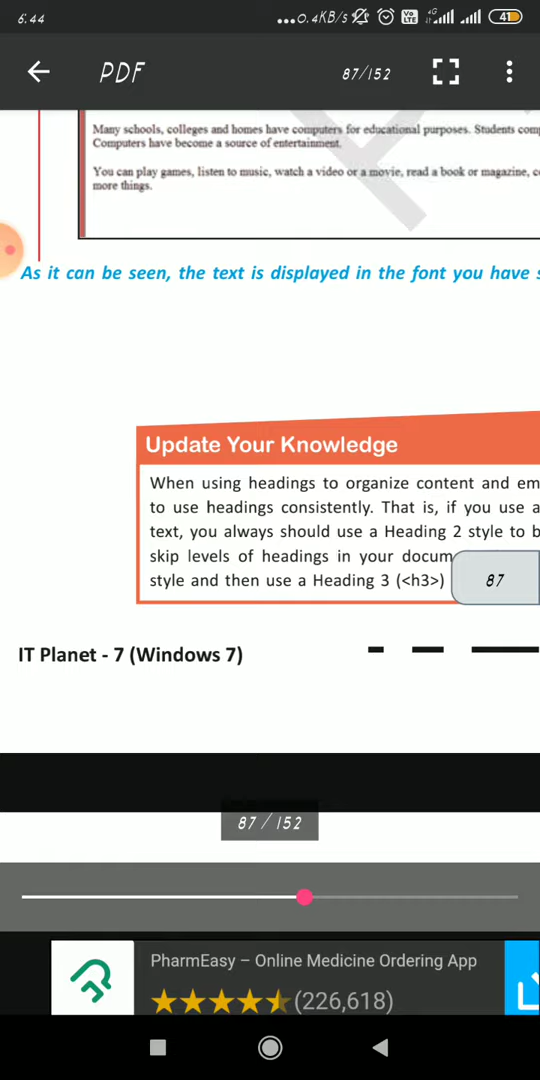 6:44
...0.4KB/s
Vo
LTE
4G
41
PDF
87/152
Many schools, colleges and homes have computers for educational purposes. Students com
Computers have become a source of entertainment.
You can play games, listen to music, watch a video or a movie, read a book or magazine, c
more things.
As it can be seen, the text is displayed in the font you have s
Update Your Knowledge
When using headings to organize content and em
to use headings consistently. That is, if you use a
text, you always should use a Heading 2 style to b
skip levels of headings in your docum
style and then use a Heading 3 (<h3>)
87
IT Planet - 7 (Windows 7)
87 / 152
PharmEasy – Online Medicine Ordering App
(226,618)